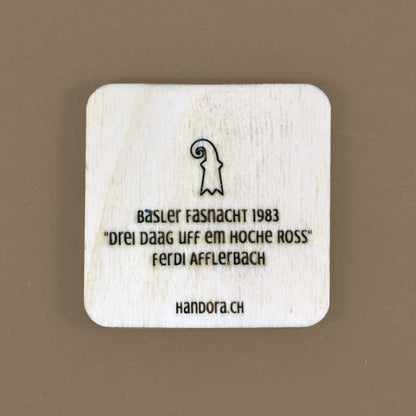 Basler Fasnacht 1983
"Drei Daag uff em hoche Ross"
Ferdi Afflerbach
Handora.ch